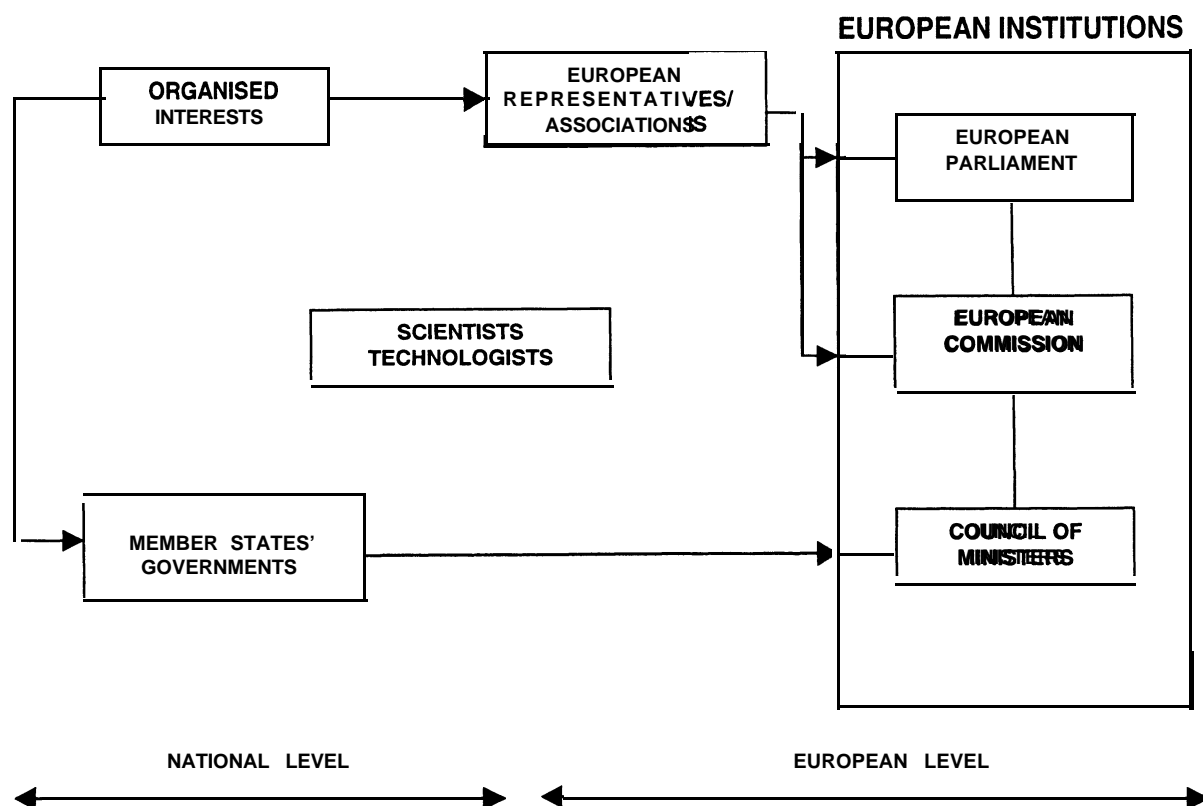 EUROPEAN INSTITUTIONS
ORGANISED
INTERESTS
EUROPEAN
REPRESENTATIVES/
ASSOCIATIONS
EUROPEAN
PARLIAMENT
SCIENTISTS
TECHNOLOGISTS
EUROPEAN
COMMISSION
MEMBER STATES'
GOVERNMENTS
COUNCIL OF
MINISTERS
NATIONAL LEVEL
EUROPEAN LEVEL